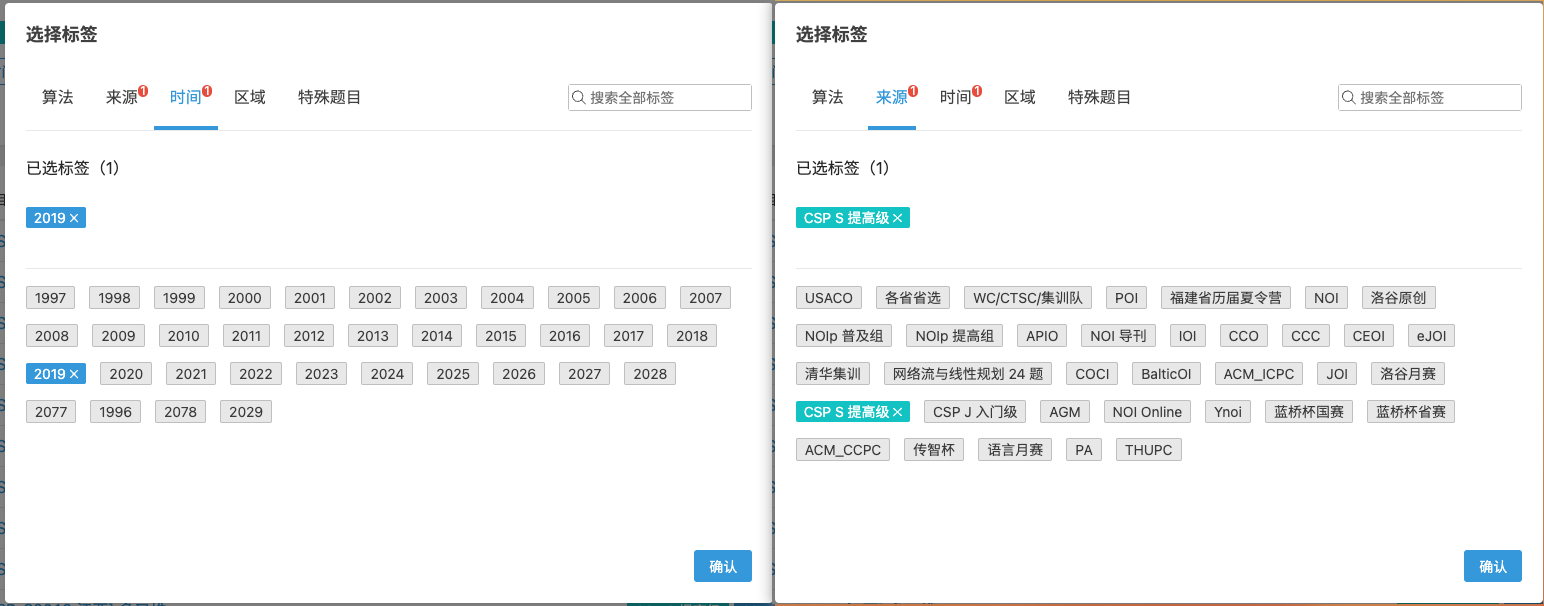 选择标签
算法 来源1 时间1 区域 特殊题目 搜索全部标签
已选标签（1）
2019 ×
1997 1998 1999 2000 2001 2002 2003 2004 2005 2006 2007
2008 2009 2010 2011 2012 2013 2014 2015 2016 2017 2018
2019 × 2020 2021 2022 2023 2024 2025 2026 2027 2028
2077 1996 2078 2029
确认
选择标签
算法 来源1 时间1 区域 特殊题目 搜索全部标签
已选标签（1）
CSP S 提高级 ×
USACO 各省省选 WC/CTSC/集训队 POI 福建省历届夏令营 NOI 洛谷原创
NOIp 普及组 NOIp 提高组 APIO NOI 导刊 IOI CCO CCC CEOI eJOI
清华集训 网络流与线性规划 24 题 COCI BalticOI ACM_ICPC JOI 洛谷月赛
CSP S 提高级 × CSP J 入门级 AGM NOI Online Ynoi 蓝桥杯国赛 蓝桥杯省赛
ACM_CCPC 传智杯 语言月赛 PA THUPC
确认